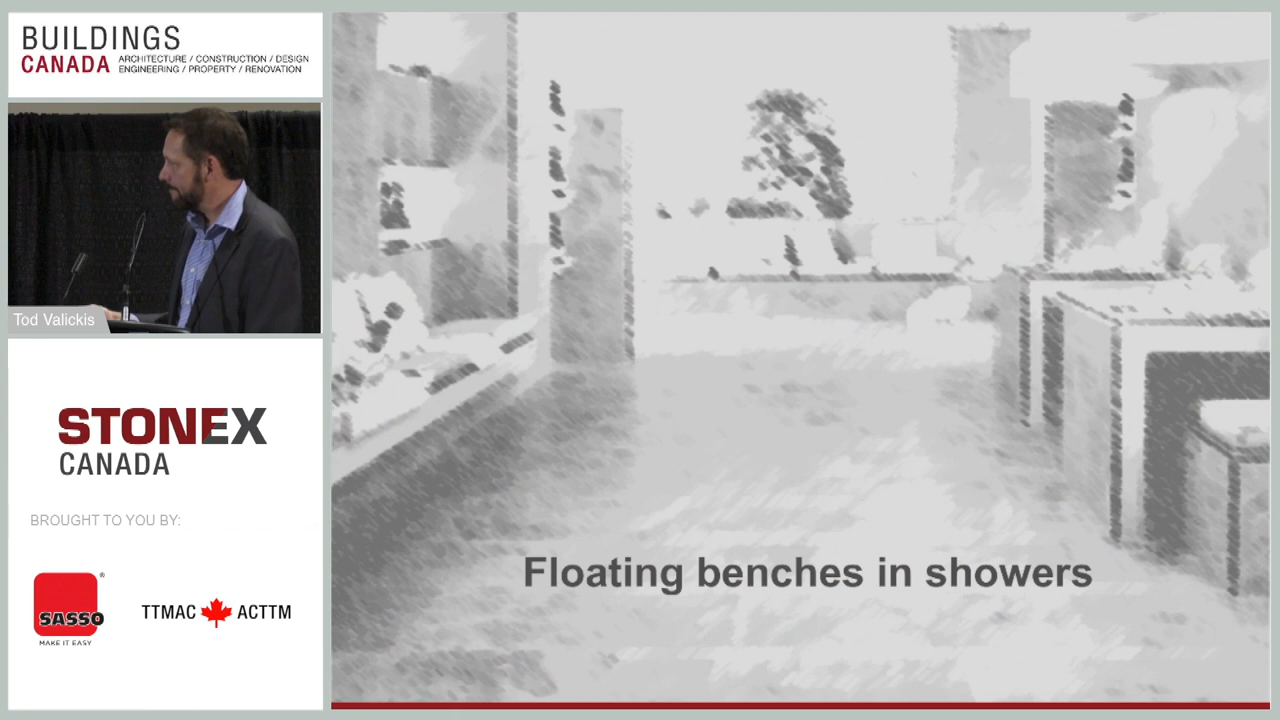 BUILDINGS
CANADA
ARCHITECTURE / CONSTRUCTION / DESIGN
ENGINEERING / PROPERTY / RENOVATION
Tod Valickis
STONEX
CANADA
BROUGHT TO YOU BY:
SASSO
®
MAKE IT EASY
TTMAC ACTTM
Floating benches in showers